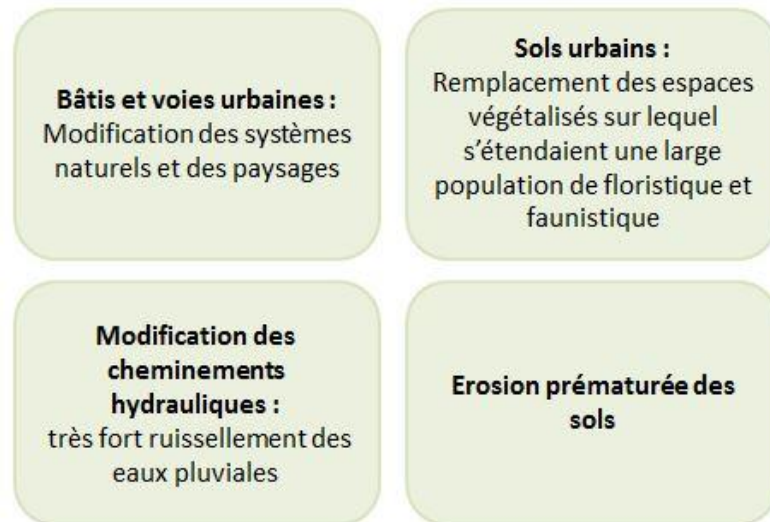 Bâtis et voies urbaines :
Modification des systèmes
naturels et des paysages
Sols urbains :
Remplacement des espaces
végétalisés sur lequel
s’étendaient une large
population de floristique et
faunistique
Modification des
cheminements
hydrauliques :
très fort ruissellement des
eaux pluviales
Erosion prématurée des
sols